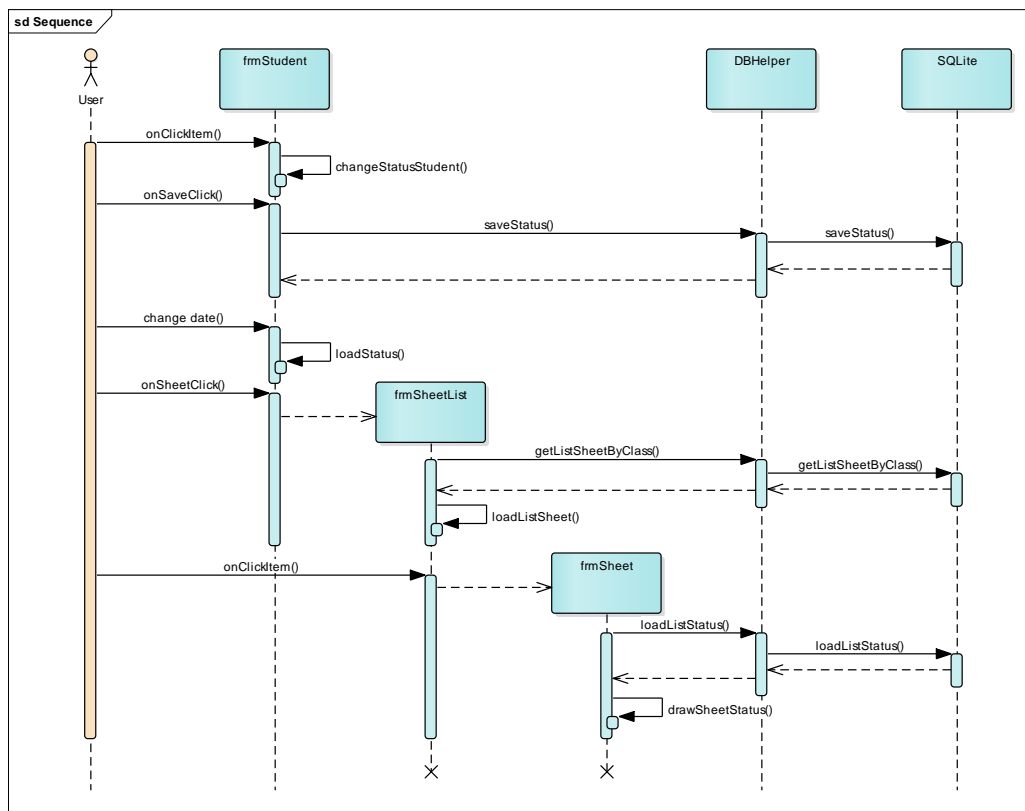 sd Sequence
User
frmStudent
DBHelper
SQLite
onClickItem()
changeStatusStudent()
onSaveClick()
saveStatus()
saveStatus()
change date()
loadStatus()
onSheetClick()
frmSheetList
getListSheetByClass()
getListSheetByClass()
loadListSheet()
onClickItem()
frmSheet
loadListStatus()
loadListStatus()
drawSheetStatus()